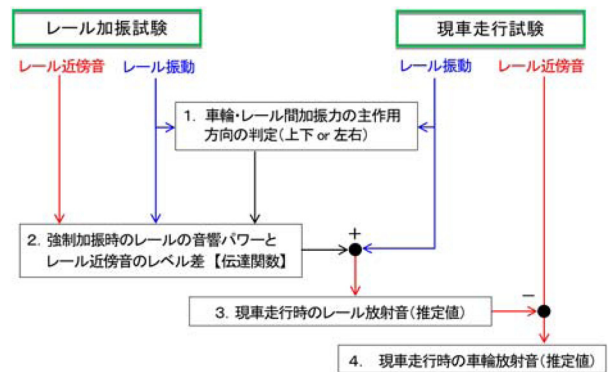 レール加振試験
現車走行試験
レール近傍音 レール振動
レール振動 レール近傍音
1. 車輪・レール間加振力の主作用
方向の判定(上下 or 左右)
2. 強制加振時のレールの音響パワーと
レール近傍音のレベル差【伝達関数】
+
3. 現車走行時のレール放射音(推定値)
−
4. 現車走行時の車輪放射音(推定値)